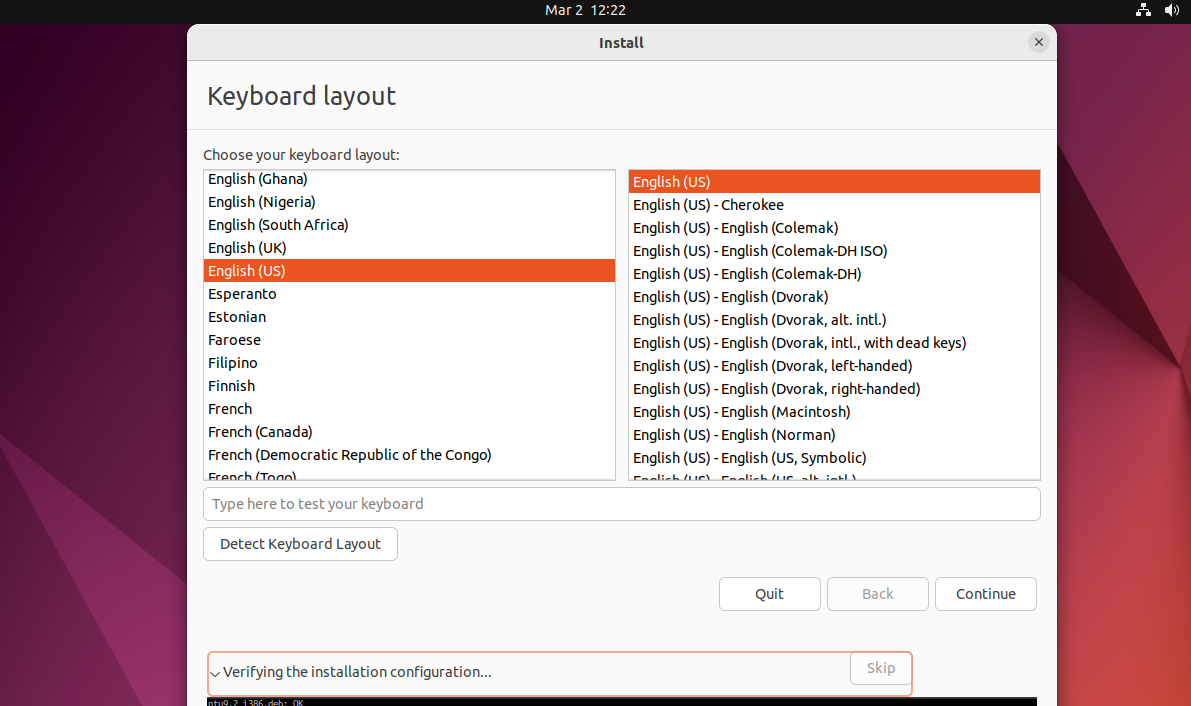 Mar 2 12:22
Install
Keyboard layout
Choose your keyboard layout:
English (Ghana)
English (Nigeria)
English (South Africa)
English (UK)
English (US)
Esperanto
Estonian
Faroese
Filipino
Finnish
French
French (Canada)
French (Democratic Republic of the Congo)
French (Togo)
English (US)
English (US) - Cherokee
English (US) - English (Colemak)
English (US) - English (Colemak-DH ISO)
English (US) - English (Colemak-DH)
English (US) - English (Dvorak)
English (US) - English (Dvorak, alt. intl.)
English (US) - English (Dvorak, intl., with dead keys)
English (US) - English (Dvorak, left-handed)
English (US) - English (Dvorak, right-handed)
English (US) - English (Macintosh)
English (US) - English (Norman)
English (US) - English (US, Symbolic)
English (US) - English (US, alt. intl.)
Type here to test your keyboard
Detect Keyboard Layout
Quit
Back
Continue
Verifying the installation configuration...
Skip
ntu9.2_i386.deb: OK